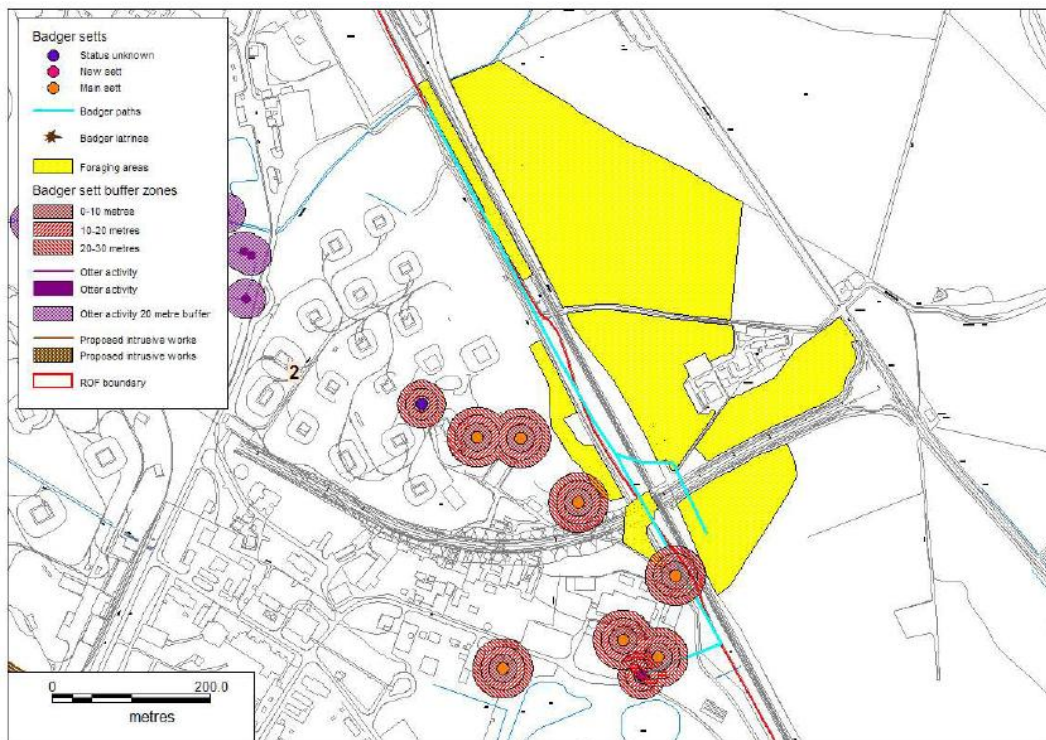 Badger setts
Status unknown
New sett
Main sett
Badger paths
Badger latrines
Foraging areas
Badger sett buffer zones
0-10 metres
10-20 metres
20-30 metres
Otter activity
Otter activity
Otter activity 20 metre buffer
Proposed intrusive works
Proposed intrusive works
ROF boundary
2
0 200.0
metres